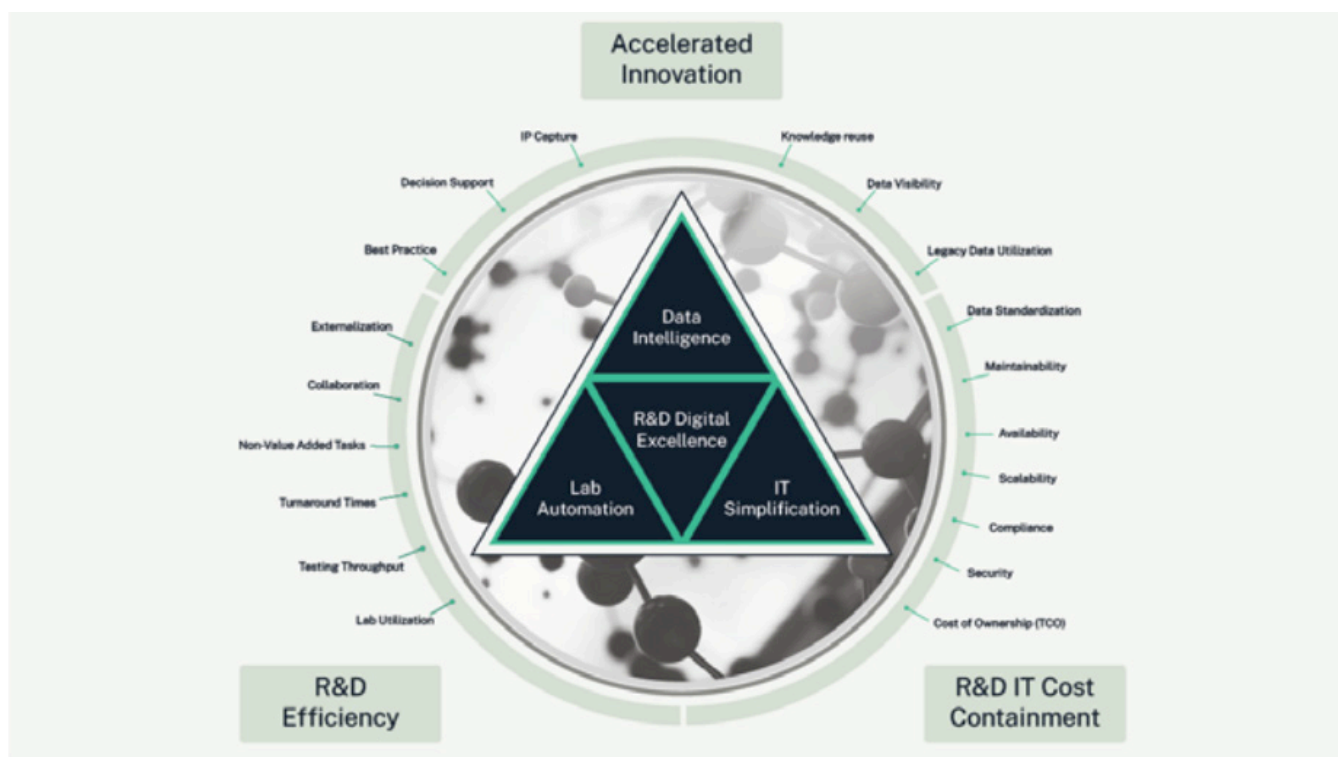 Accelerated
Innovation
IP Capture
Knowledge reuse
Decision Support
Data Visibility
Best Practice
Legacy Data Utilization
Externalization
Data Standardization
Collaboration
Maintainability
Non-Value Added Tasks
Availability
Turnaround Times
Scalability
Testing Throughput
Compliance
Lab Utilization
Security
Cost of Ownership (TCO)
Data
Intelligence
R&D Digital
Excellence
Lab
Automation
IT
Simplification
R&D
Efficiency
R&D IT Cost
Containment